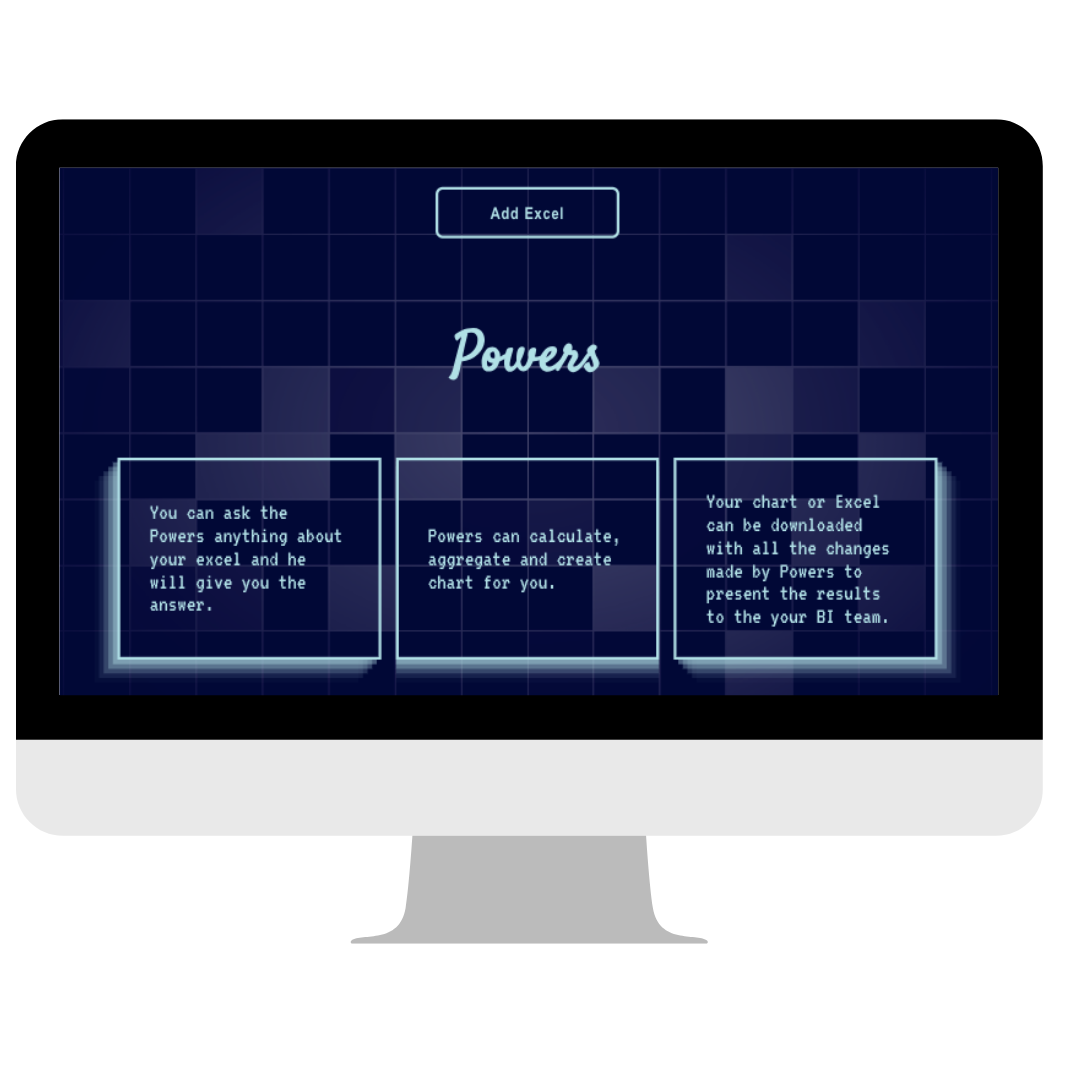 Add Excel
Powers
You can ask the
Powers anything about
your excel and he
will give you the
answer.
Powers can calculate,
aggregate and create
chart for you.
Your chart or Excel
can be downloaded
with all the changes
made by Powers to
present the results
to the your BI team.